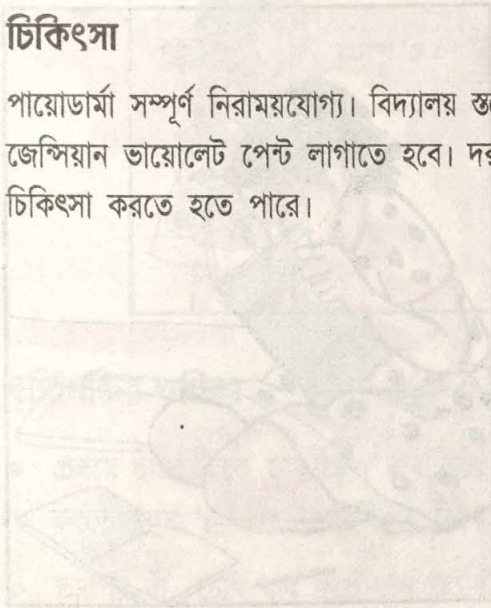 চিকিৎসা
পায়োডার্মা সম্পূর্ণ নিরাময়যোগ্য। বিদ্যালয়
জেন্সিয়ান ভায়োলেট পেন্ট লাগাতে হবে।
চিকিৎসা করতে হতে পারে।